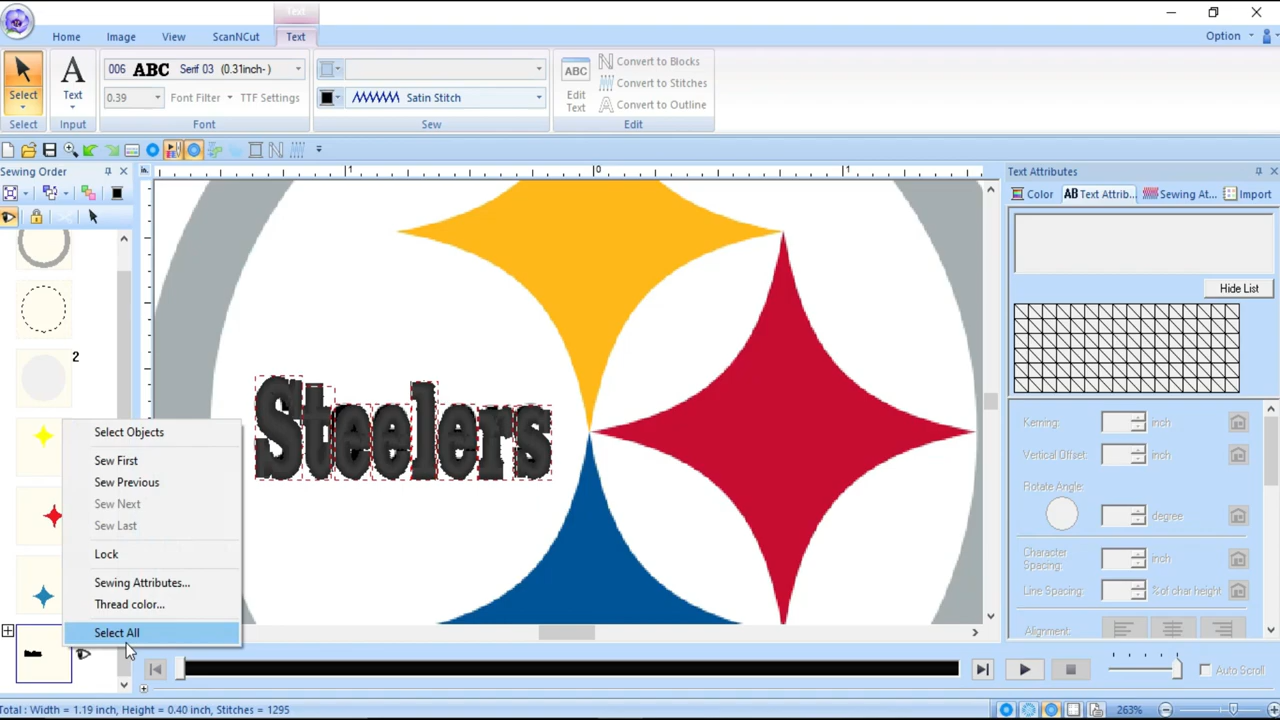 Text
Home Image View ScanNCut Text Option
006 ABC Serif 03 (0.31inch- )
Convert to Blocks
Select Text 0.39 Font Filter TTF Settings Satin Stitch ABC Edit Text Convert to Stitches
Convert to Outline
Select Input Font Sew Edit
Sewing Order
1 0 1
Text Attributes
Color AB Text Attrib... Sewing At... Import
Hide List
2
Steelers
Select Objects
Sew First
Sew Previous
Sew Next
Sew Last
Lock
Sewing Attributes...
Thread color...
Select All
Kerning: inch
Vertical Offset: inch
Rotate Angle:
degree
Character Spacing: inch
Line Spacing: % of char height
Alignment:
Auto Scroll
Total : Width = 1.19 inch, Height = 0.40 inch, Stitches = 1295
263%